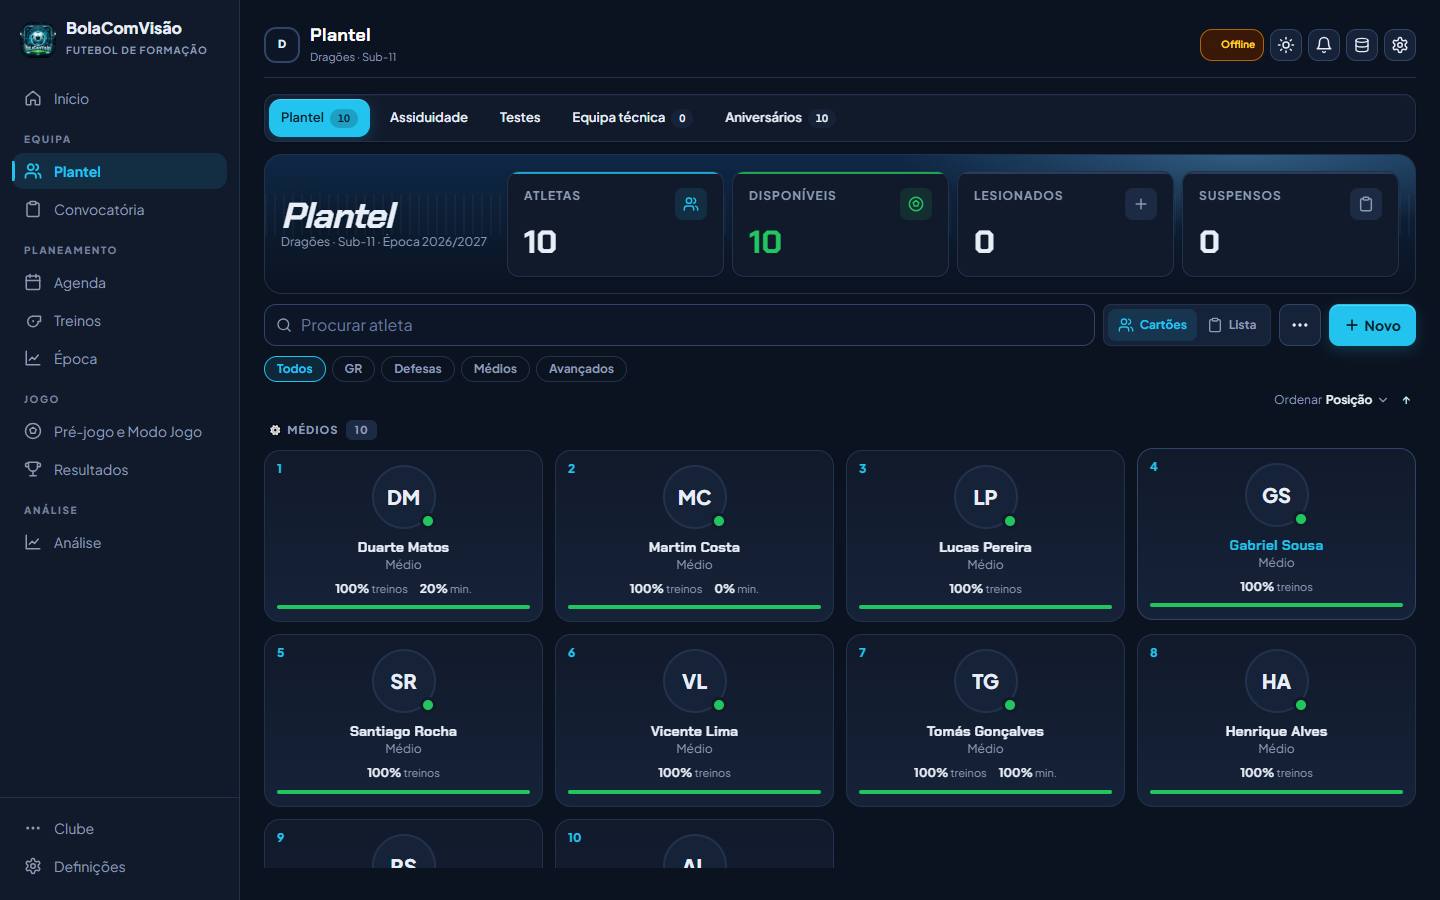 BolaComVisão
FUTEBOL DE FORMAÇÃO
Início
EQUIPA
Plantel
Convocatória
PLANEAMENTO
Agenda
Treinos
Época
JOGO
Pré-jogo e Modo Jogo
Resultados
ANÁLISE
Análise
Clube
Definições
D
Plantel
Dragões · Sub-11
Offline
Plantel 10 Assiduidade Testes Equipa técnica 0 Aniversários 10
Plantel
Dragões · Sub-11 · Época 2026/2027
ATLETAS
10
DISPONÍVEIS
10
LESIONADOS
0
SUSPENSOS
0
Procurar atleta
Cartões Lista
Novo
Todos GR Defesas Médios Avançados
Ordenar Posição
MÉDIOS 10
1
DM
Duarte Matos
Médio
100% treinos 20% min.
2
MC
Martim Costa
Médio
100% treinos 0% min.
3
LP
Lucas Pereira
Médio
100% treinos
4
GS
Gabriel Sousa
Médio
100% treinos
5
SR
Santiago Rocha
Médio
100% treinos
6
VL
Vicente Lima
Médio
100% treinos
7
TG
Tomás Gonçalves
Médio
100% treinos 100% min.
8
HA
Henrique Alves
Médio
100% treinos
9
10